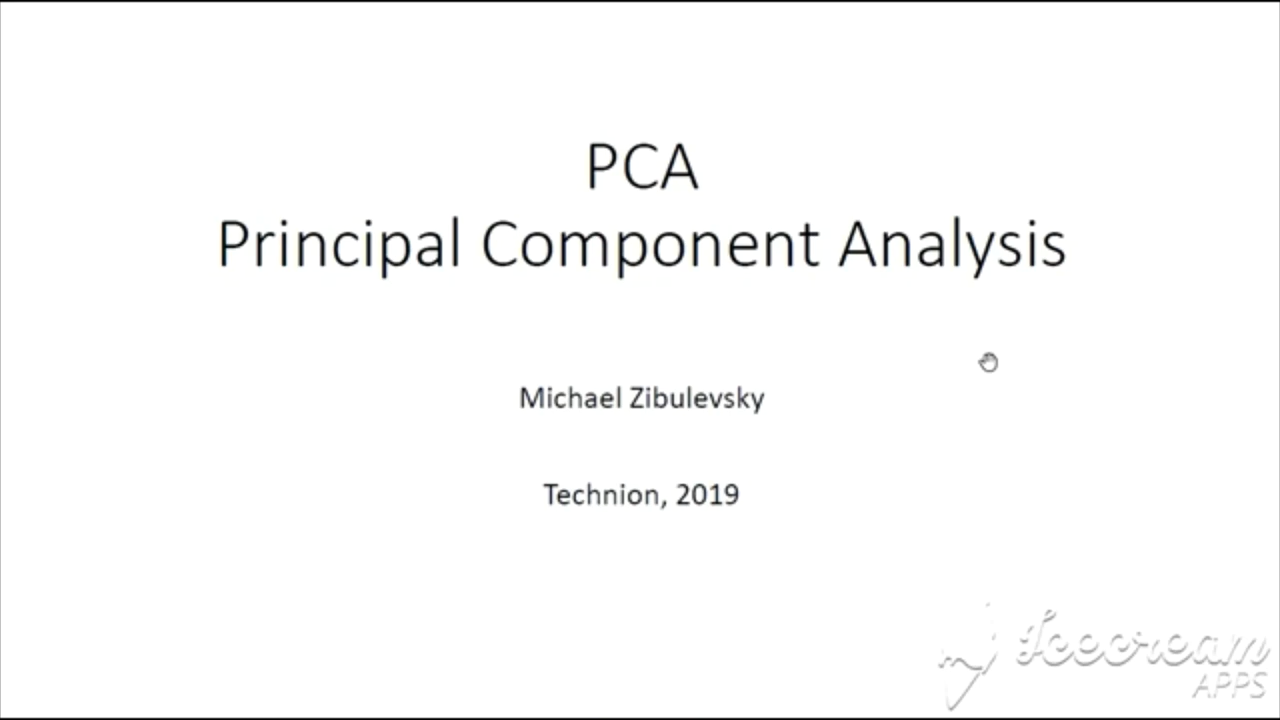 PCA
Principal Component Analysis
Michael Zibulevsky
Technion, 2019
Icecream
APPS